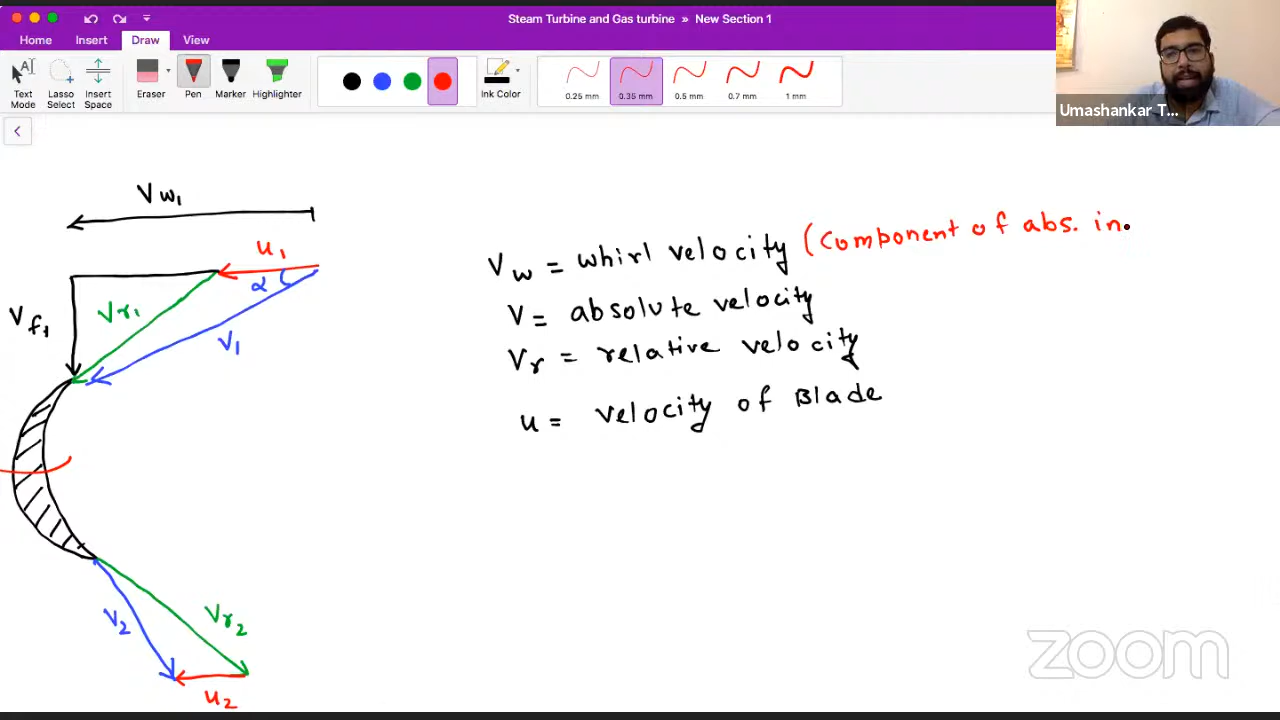 Steam Turbine and Gas turbine » New Section 1
Home Insert Draw View
Text Mode
Lasso Select
Insert Space
Eraser
Pen
Marker
Highlighter
Ink Color
0.25 mm
0.35 mm
0.5 mm
0.7 mm
1 mm
Umashankar T...
Vw1
u1
α
Vr1
Vf1
V1
Vw = whirl velocity (component of abs. in
V = absolute velocity
Vr = relative velocity
u = velocity of Blade
V2
Vr2
u2
zoom